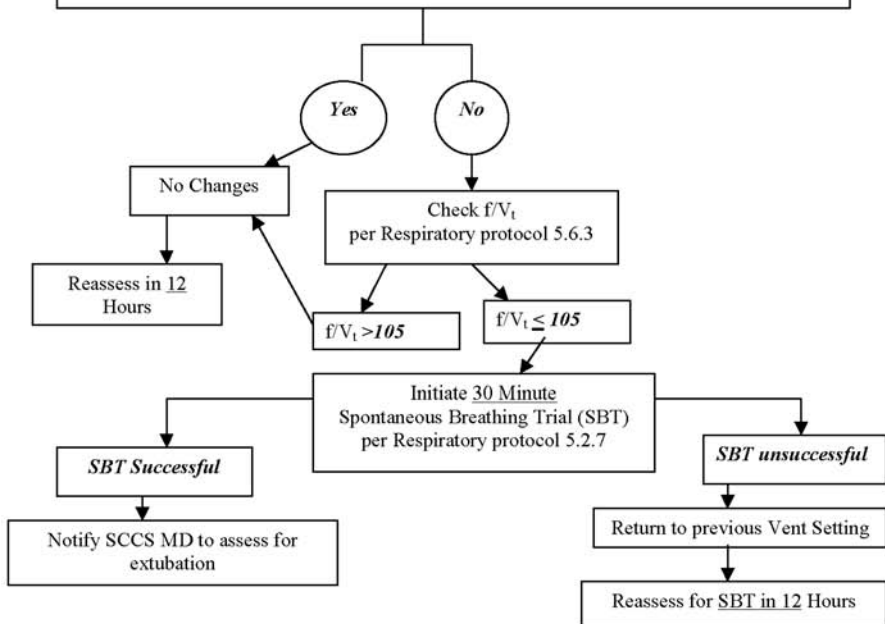 Yes
No
No Changes
Check f/Vt
per Respiratory protocol 5.6.3
Reassess in 12
Hours
f/Vt >105
f/Vt ≤ 105
Initiate 30 Minute
Spontaneous Breathing Trial (SBT)
per Respiratory protocol 5.2.7
SBT Successful
SBT unsuccessful
Notify SCCS MD to assess for
extubation
Return to previous Vent Setting
Reassess for SBT in 12 Hours